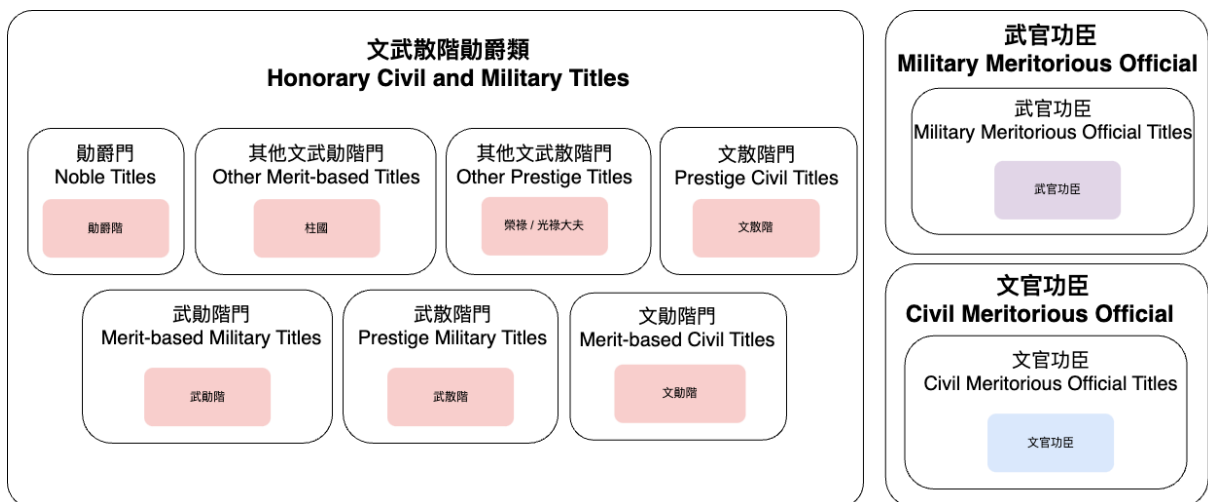 文武散階勛爵類
Honorary Civil and Military Titles
勛爵門
Noble Titles
勛爵階
其他文武勛階門
Other Merit-based Titles
柱國
其他文武散階門
Other Prestige Titles
榮祿 / 光祿大夫
文散階門
Prestige Civil Titles
文散階
武勛階門
Merit-based Military Titles
武勛階
武散階門
Prestige Military Titles
武散階
文勛階門
Merit-based Civil Titles
文勛階
武官功臣
Military Meritorious Official
武官功臣
Military Meritorious Official Titles
武官功臣
文官功臣
Civil Meritorious Official
文官功臣
Civil Meritorious Official Titles
文官功臣